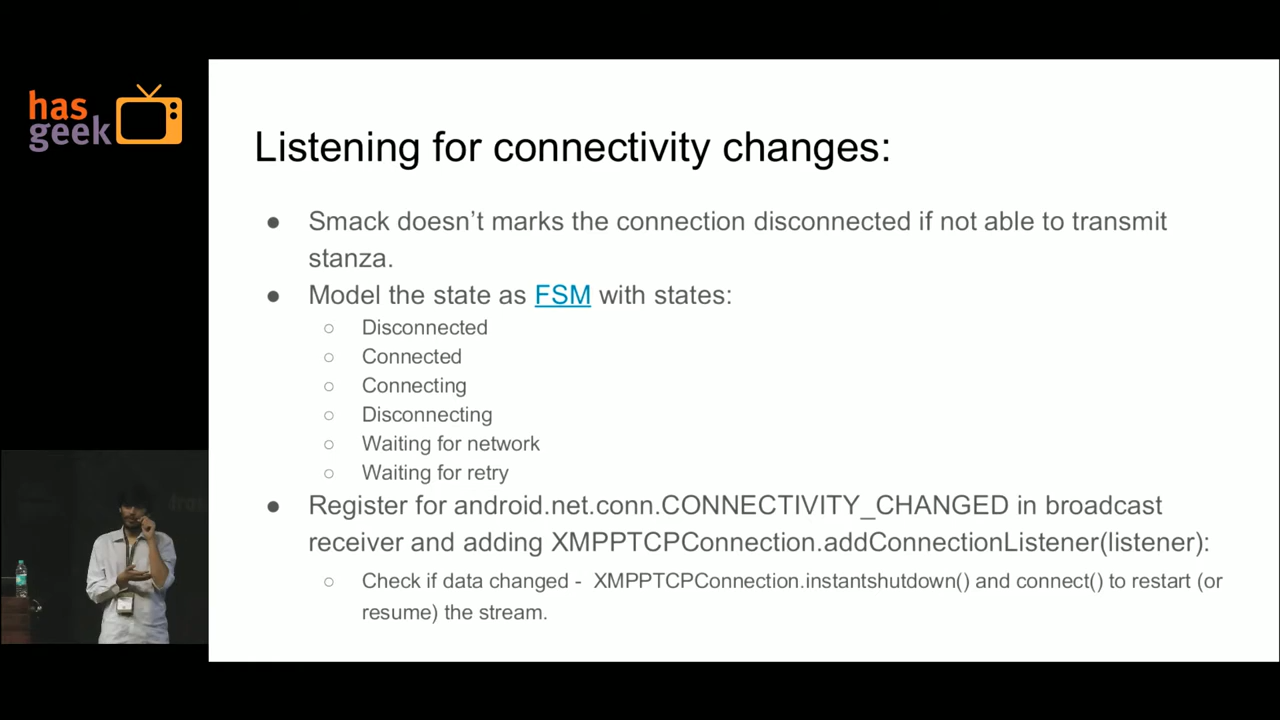 has
geek
Listening for connectivity changes:
● Smack doesn't marks the connection disconnected if not able to transmit
stanza.
● Model the state as FSM with states:
○ Disconnected
○ Connected
○ Connecting
○ Disconnecting
○ Waiting for network
○ Waiting for retry
● Register for android.net.conn.CONNECTIVITY_CHANGED in broadcast
receiver and adding XMPPTCPConnection.addConnectionListener(listener):
○ Check if data changed - XMPPTCPConnection.instantshutdown() and connect() to restart (or
resume) the stream.